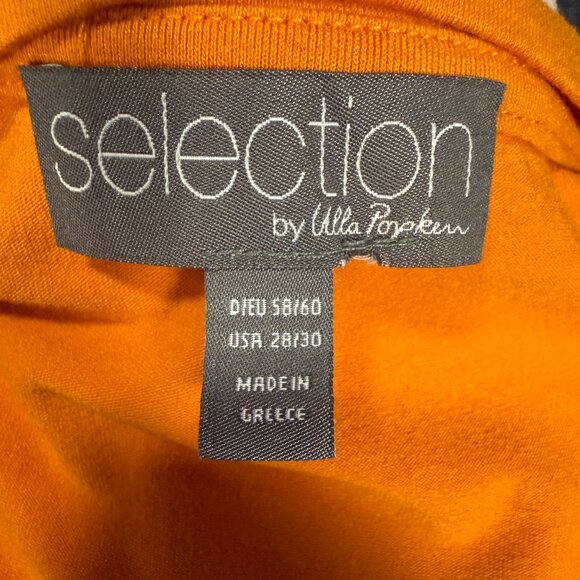 selection
by Ulla Popken
D/EU 58/60
USA 28/30
MADE IN
GREECE